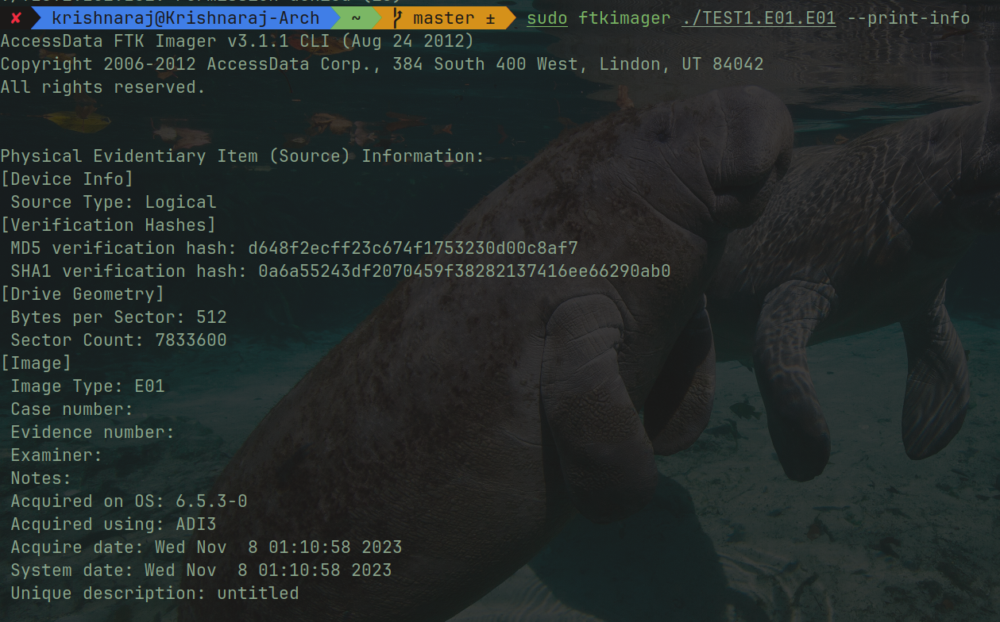 ✘ krishnaraj@Krishnaraj-Arch ~ master ± sudo ftkimager ./TEST1.E01.E01 --print-info
AccessData FTK Imager v3.1.1 CLI (Aug 24 2012)
Copyright 2006-2012 AccessData Corp., 384 South 400 West, Lindon, UT 84042
All rights reserved.
Physical Evidentiary Item (Source) Information:
[Device Info]
Source Type: Logical
[Verification Hashes]
MD5 verification hash: d648f2ecff23c674f1753230d00c8af7
SHA1 verification hash: 0a6a55243df2070459f38282137416ee66290ab0
[Drive Geometry]
Bytes per Sector: 512
Sector Count: 7833600
[Image]
Image Type: E01
Case number:
Evidence number:
Examiner:
Notes:
Acquired on OS: 6.5.3-0
Acquired using: ADI3
Acquire date: Wed Nov  8 01:10:58 2023
System date: Wed Nov  8 01:10:58 2023
Unique description: untitled